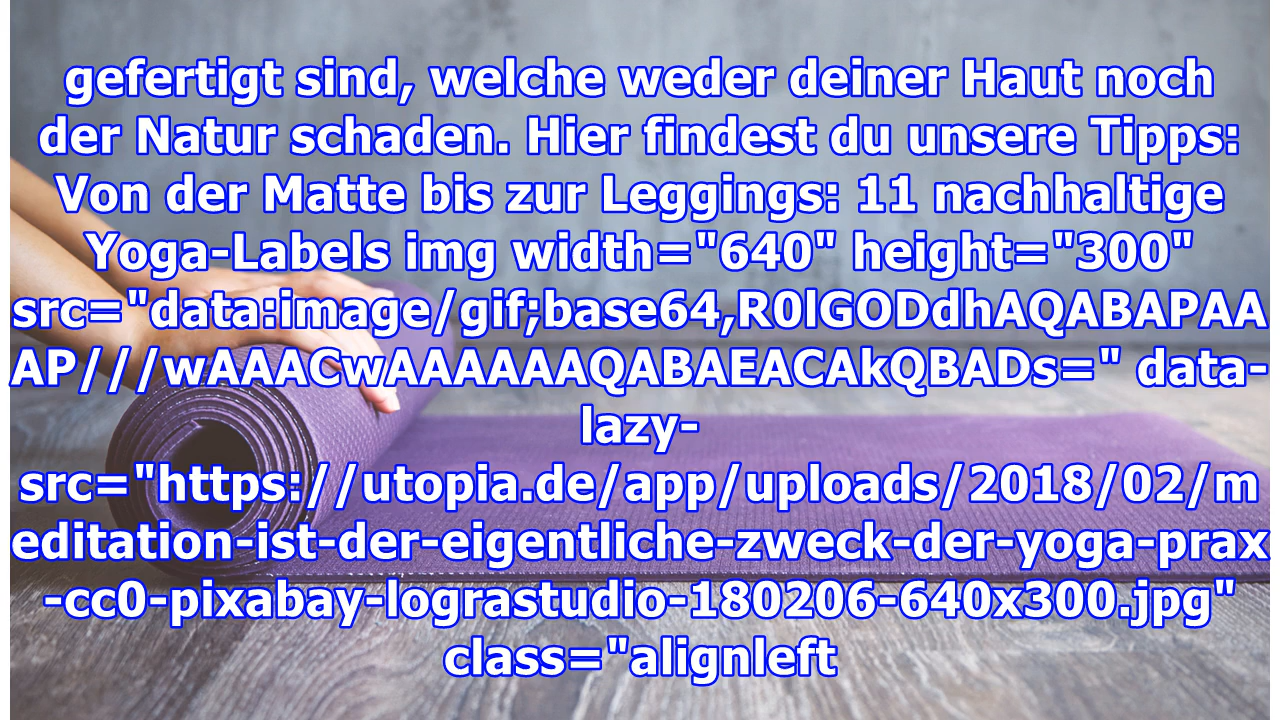 gefertigt sind, welche weder deiner Haut noch
der Natur schaden. Hier findest du unsere Tipps:
Von der Matte bis zur Leggings: 11 nachhaltige
Yoga-Labels img width="640" height="300"
src="data:image/gif;base64,R0lGODdhAQABAPAA
AP///wAAACwAAAAAAQABAEACAkQBADs=" data-
lazy-
src="https://utopia.de/app/uploads/2018/02/m
editation-ist-der-eigentliche-zweck-der-yoga-prax
-cc0-pixabay-lograstudio-180206-640x300.jpg"
class="alignleft